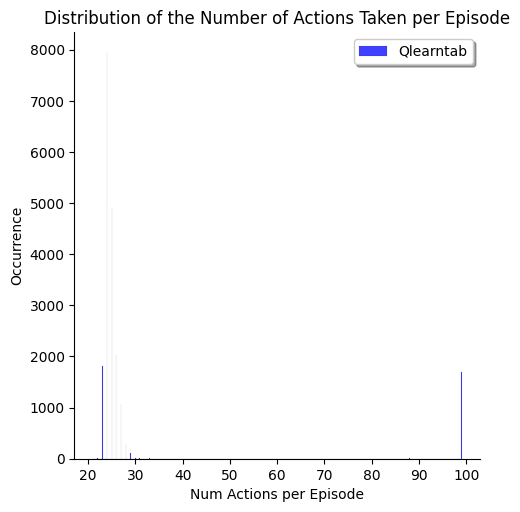 Distribution of the Number of Actions Taken per Episode
Qlearntab
8000
7000
6000
5000
4000
3000
2000
1000
0
Occurrence
20 30 40 50 60 70 80 90 100
Num Actions per Episode